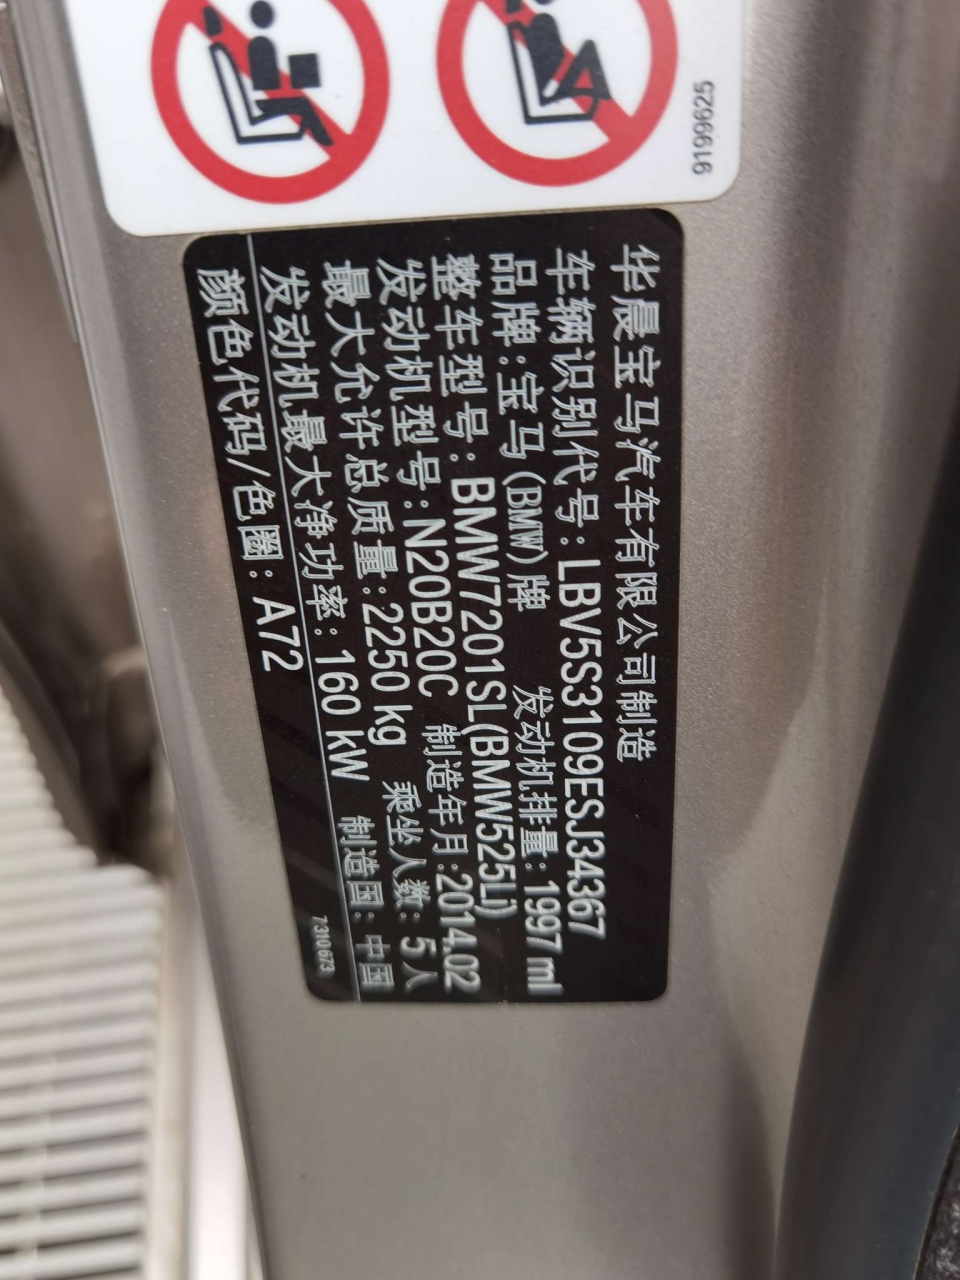 9199625
华晨宝马汽车有限公司制造
车辆识别代号：LBV5S3109ESJ34367
品牌：宝马(BMW)牌 发动机排量：1997 ml
整车型号：BMW7201SL(BMW525Li)
发动机型号：N20B20C 制造年月：2014.02
最大允许总质量：2250 kg 乘坐人数：5人
发动机最大净功率：160 kW 制造国：中国
颜色代码/色圈：A72 7310673